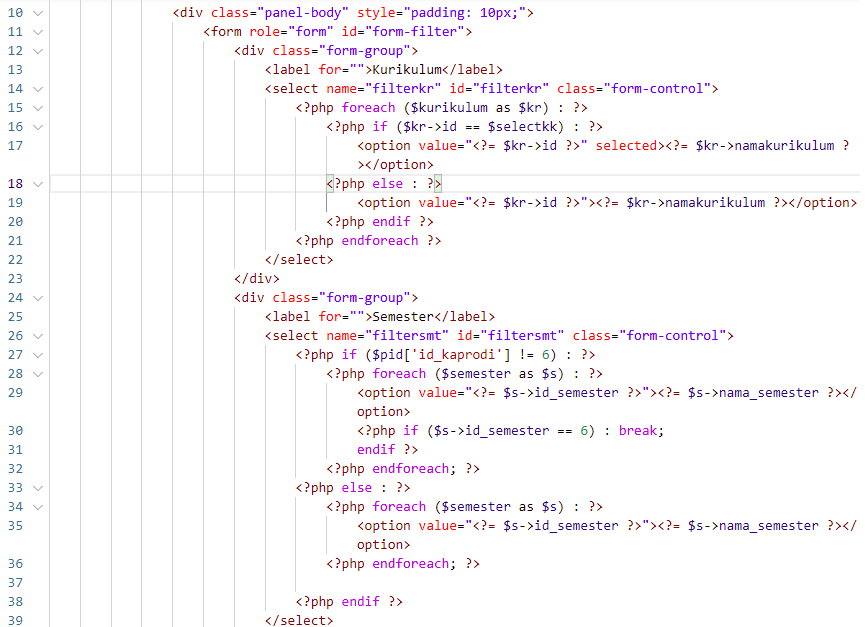 10 <div class="panel-body" style="padding: 10px;">
11 <form role="form" id="form-filter">
12 <div class="form-group">
13 <label for="">Kurikulum</label>
14 <select name="filterkr" id="filterkr" class="form-control">
15 <?php foreach ($kurikulum as $kr) : ?>
16 <?php if ($kr->id == $selectkk) : ?>
17 <option value="<?= $kr->id ?>" selected><?= $kr->namakurikulum ?
></option>
18 <?php else : ?>
19 <option value="<?= $kr->id ?>"><?= $kr->namakurikulum ?></option>
20 <?php endif ?>
21 <?php endforeach ?>
22 </select>
23 </div>
24 <div class="form-group">
25 <label for="">Semester</label>
26 <select name="filtersmt" id="filtersmt" class="form-control">
27 <?php if ($pid['id_kaprodi'] != 6) : ?>
28 <?php foreach ($semester as $s) : ?>
29 <option value="<?= $s->id_semester ?>"><?= $s->nama_semester ?></
option>
30 <?php if ($s->id_semester == 6) : break;
31 endif ?>
32 <?php endforeach; ?>
33 <?php else : ?>
34 <?php foreach ($semester as $s) : ?>
35 <option value="<?= $s->id_semester ?>"><?= $s->nama_semester ?></
option>
36 <?php endforeach; ?>
37
38 <?php endif ?>
39 </select>